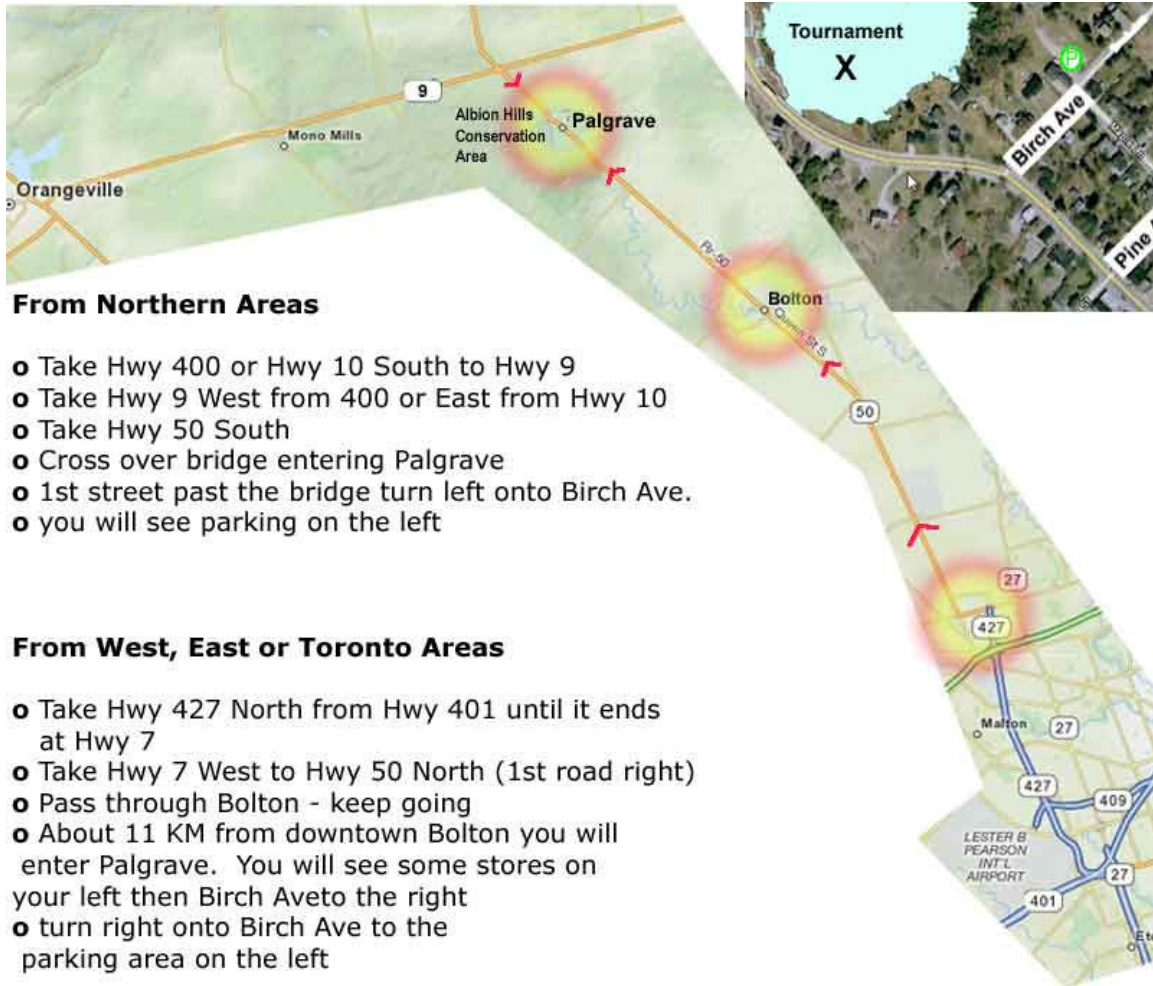 Tournament
X
P
Birch Ave
Pine
9
Albion Hills
Conservation
Area
Palgrave
Mono Mills
Orangeville
Rr-50
Bolton
Queen St S
50
27
427
Malton
27
427
409
LESTER B
PEARSON
INT'L
AIRPORT
27
401
From Northern Areas
o Take Hwy 400 or Hwy 10 South to Hwy 9
o Take Hwy 9 West from 400 or East from Hwy 10
o Take Hwy 50 South
o Cross over bridge entering Palgrave
o 1st street past the bridge turn left onto Birch Ave.
o you will see parking on the left
From West, East or Toronto Areas
o Take Hwy 427 North from Hwy 401 until it ends
at Hwy 7
o Take Hwy 7 West to Hwy 50 North (1st road right)
o Pass through Bolton - keep going
o About 11 KM from downtown Bolton you will
enter Palgrave. You will see some stores on
your left then Birch Aveto the right
o turn right onto Birch Ave to the
parking area on the left